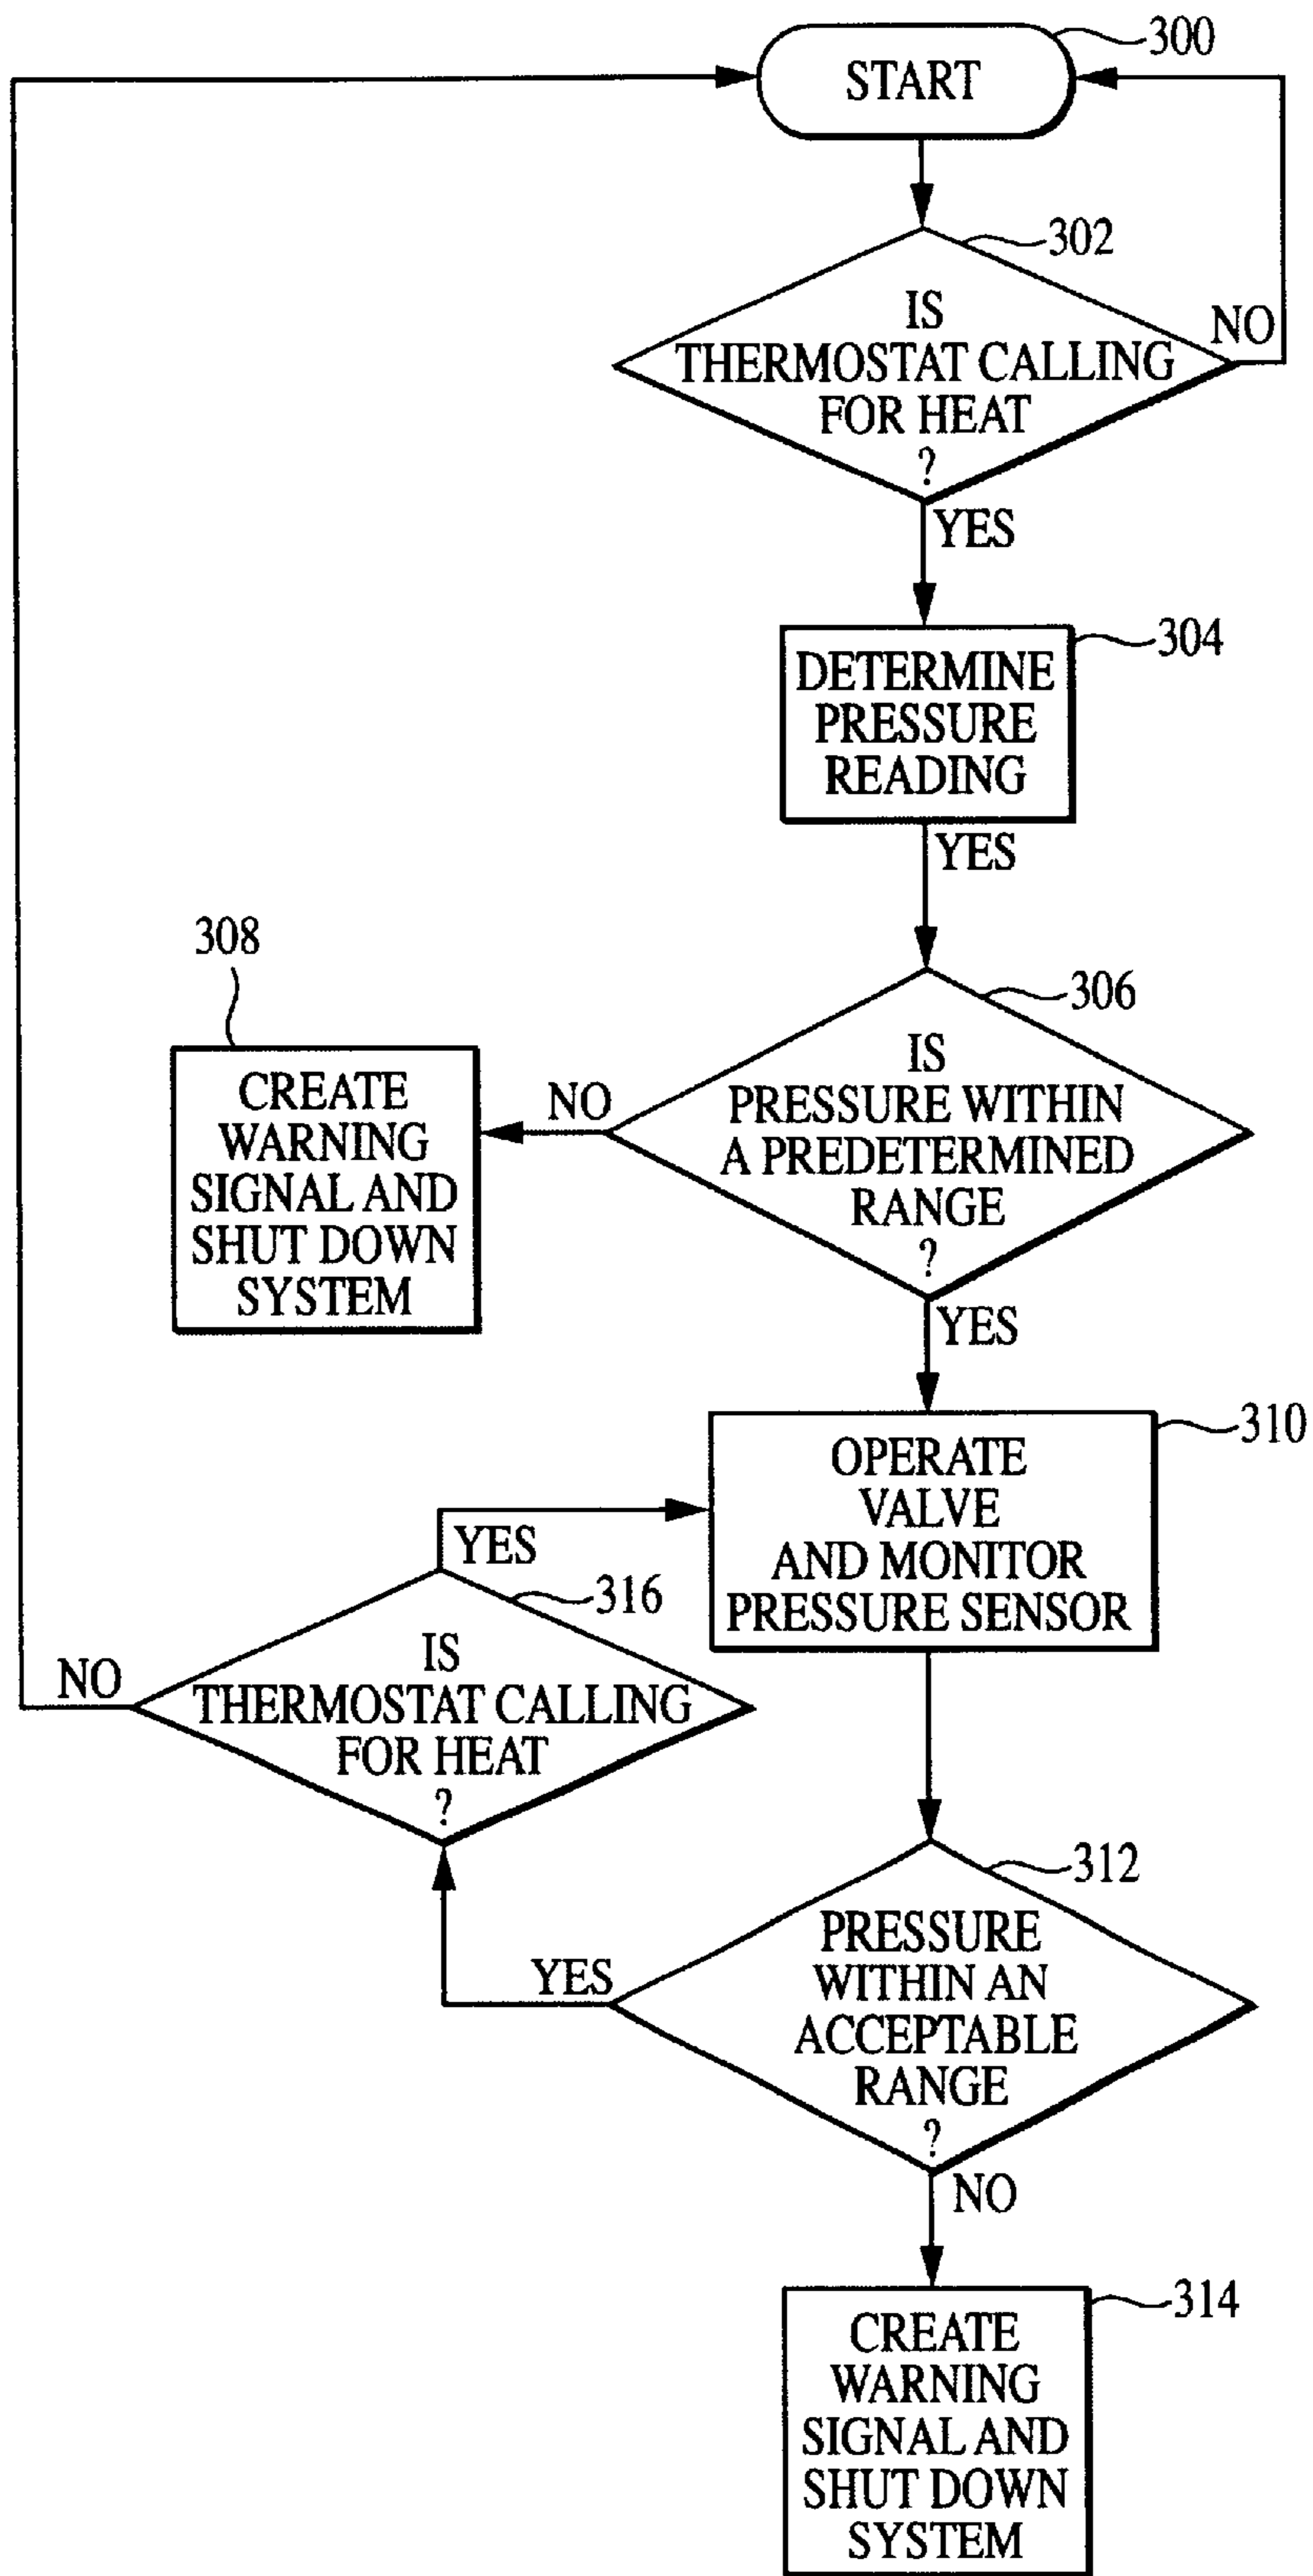 300
START
302
IS
THERMOSTAT CALLING
FOR HEAT
?
NO
YES
304
DETERMINE
PRESSURE
READING
YES
308
306
IS
PRESSURE WITHIN
A PREDETERMINED
RANGE
?
NO
CREATE
WARNING
SIGNAL AND
SHUT DOWN
SYSTEM
YES
310
OPERATE
VALVE
AND MONITOR
PRESSURE SENSOR
YES
316
IS
THERMOSTAT CALLING
FOR HEAT
?
NO
312
PRESSURE
WITHIN AN
ACCEPTABLE
RANGE
?
YES
NO
314
CREATE
WARNING
SIGNAL AND
SHUT DOWN
SYSTEM